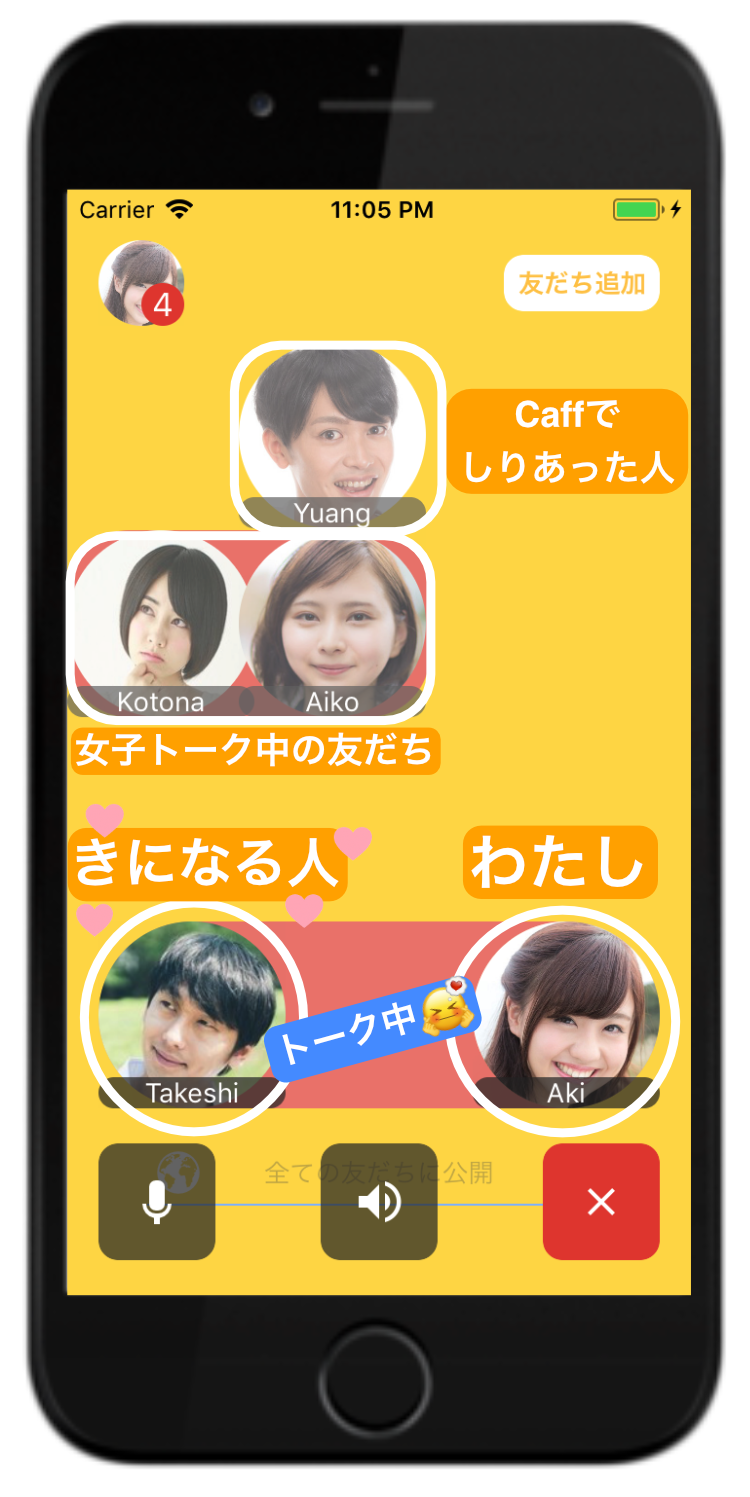 Carrier 11:05 PM
4
友だち追加
Caffで
しりあった人
Yuang
Kotona Aiko
女子トーク中の友だち
きになる人 わたし
トーク中
Takeshi Aki
全ての友だちに公開